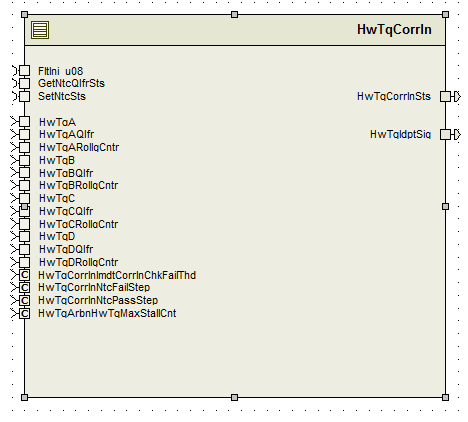 HwTqCorrln
FltInj_u08
GetNtcQlfrSts
SetNtcSts
HwTqCorrlnSts
HwTqA
HwTqAQlfr
HwTqIdptSig
HwTqARollgCntr
HwTqB
HwTqBQlfr
HwTqBRollgCntr
HwTqC
HwTqCQlfr
HwTqCRollgCntr
HwTqD
HwTqDQlfr
HwTqDRollgCntr
C HwTqCorrlnImdtCorrlnChkFailThd
C HwTqCorrlnNtcFailStep
C HwTqCorrlnNtcPassStep
C HwTqArbnHwTqMaxStallCnt